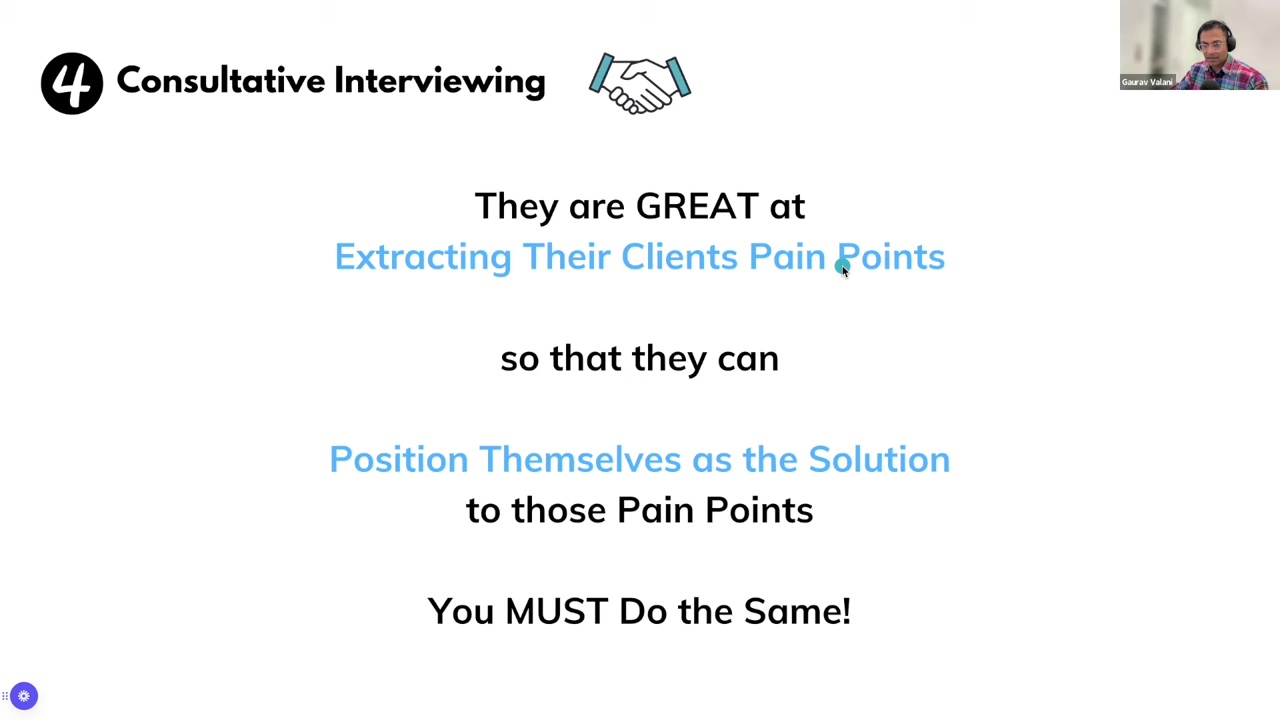 4 Consultative Interviewing
Gaurav Valani
They are GREAT at
Extracting Their Clients Pain Points
so that they can
Position Themselves as the Solution
to those Pain Points
You MUST Do the Same!